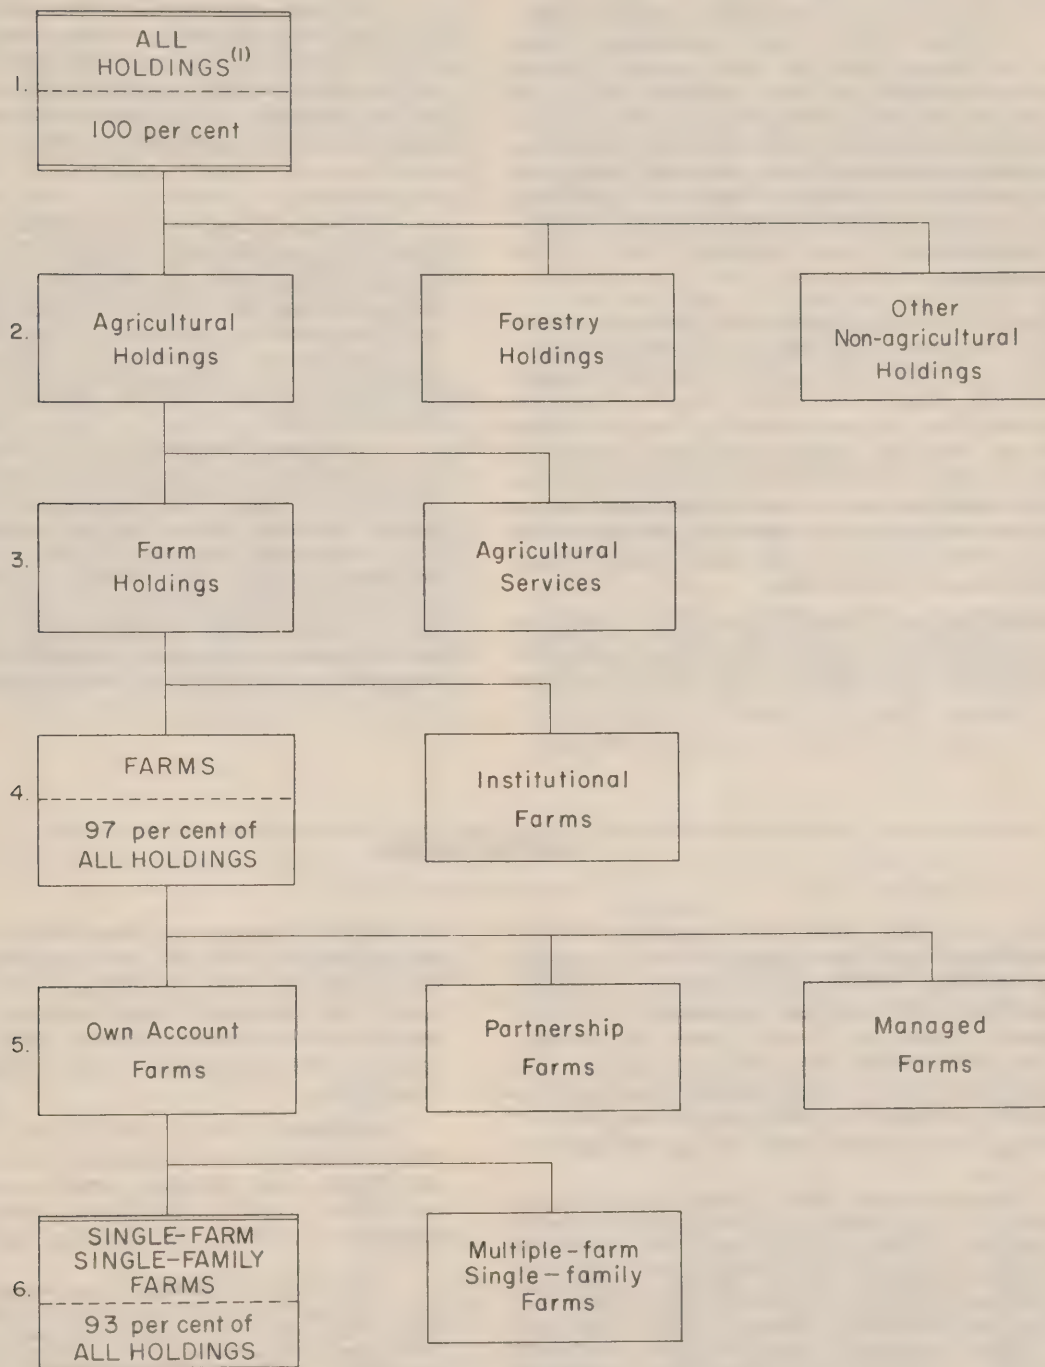 1.
ALL
HOLDINGS(1)
100 per cent
2.
Agricultural
Holdings
Forestry
Holdings
Other
Non-agricultural
Holdings
3.
Farm
Holdings
Agricultural
Services
4.
FARMS
97 per cent of
ALL HOLDINGS
Institutional
Farms
5.
Own Account
Farms
Partnership
Farms
Managed
Farms
6.
SINGLE-FARM
SINGLE-FAMILY
FARMS
93 per cent of
ALL HOLDINGS
Multiple-farm
Single-family
Farms